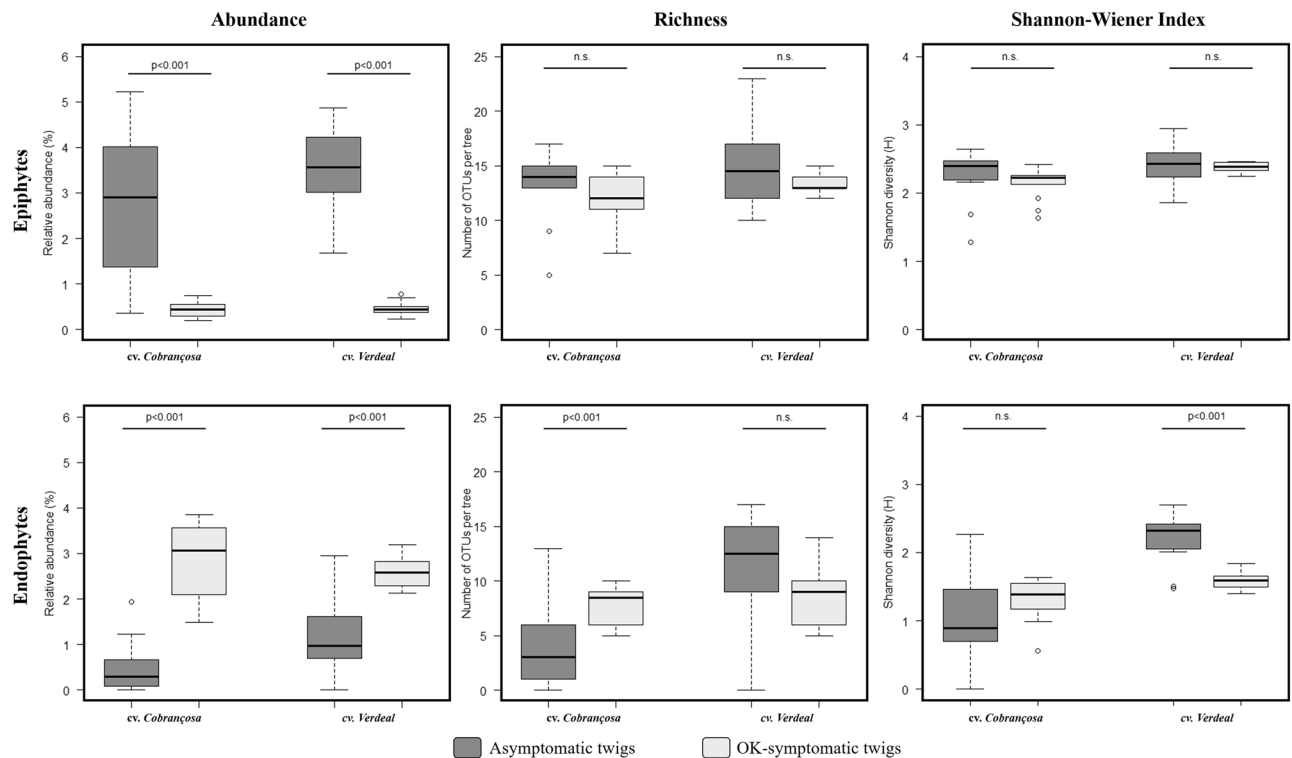 Abundance
Richness
Shannon-Wiener Index
Epiphytes
Relative abundance (%)
6
5
4
3
2
1
0
p<0.001
p<0.001
cv. Cobrançosa
cv. Verdeal
Number of OTUs per tree
25
20
15
10
5
0
n.s.
n.s.
cv. Cobrançosa
cv. Verdeal
Shannon diversity (H)
4
3
2
1
0
n.s.
n.s.
cv. Cobrançosa
cv. Verdeal
Endophytes
Relative abundance (%)
6
5
4
3
2
1
0
p<0.001
p<0.001
cv. Cobrançosa
cv. Verdeal
Number of OTUs per tree
25
20
15
10
5
0
p<0.001
n.s.
cv. Cobrançosa
cv. Verdeal
Shannon diversity (H)
4
3
2
1
0
n.s.
p<0.001
cv. Cobrançosa
cv. Verdeal
Asymptomatic twigs
OK-symptomatic twigs